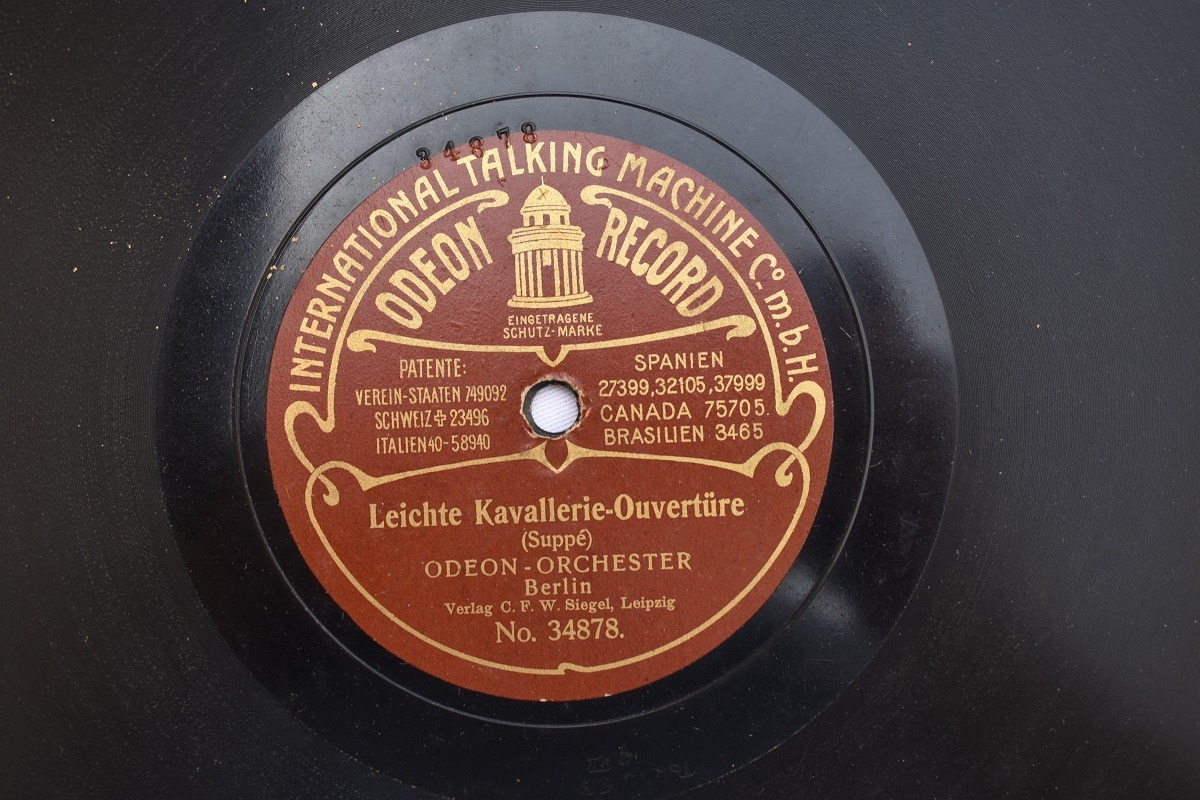 34878
INTERNATIONAL TALKING MACHINE Co. m.b.H.
ODEON RECORD
EINGETRAGENE
SCHUTZ-MARKE
PATENTE:
VEREIN-STAATEN 749092
SCHWEIZ 23496
ITALIEN 40-58940
SPANIEN
27399,32105,37999
CANADA 75705.
BRASILIEN 3465
Leichte Kavallerie-Ouvertüre
(Suppé)
ODEON-ORCHESTER
Berlin
Verlag C. F. W. Siegel, Leipzig
No. 34878.